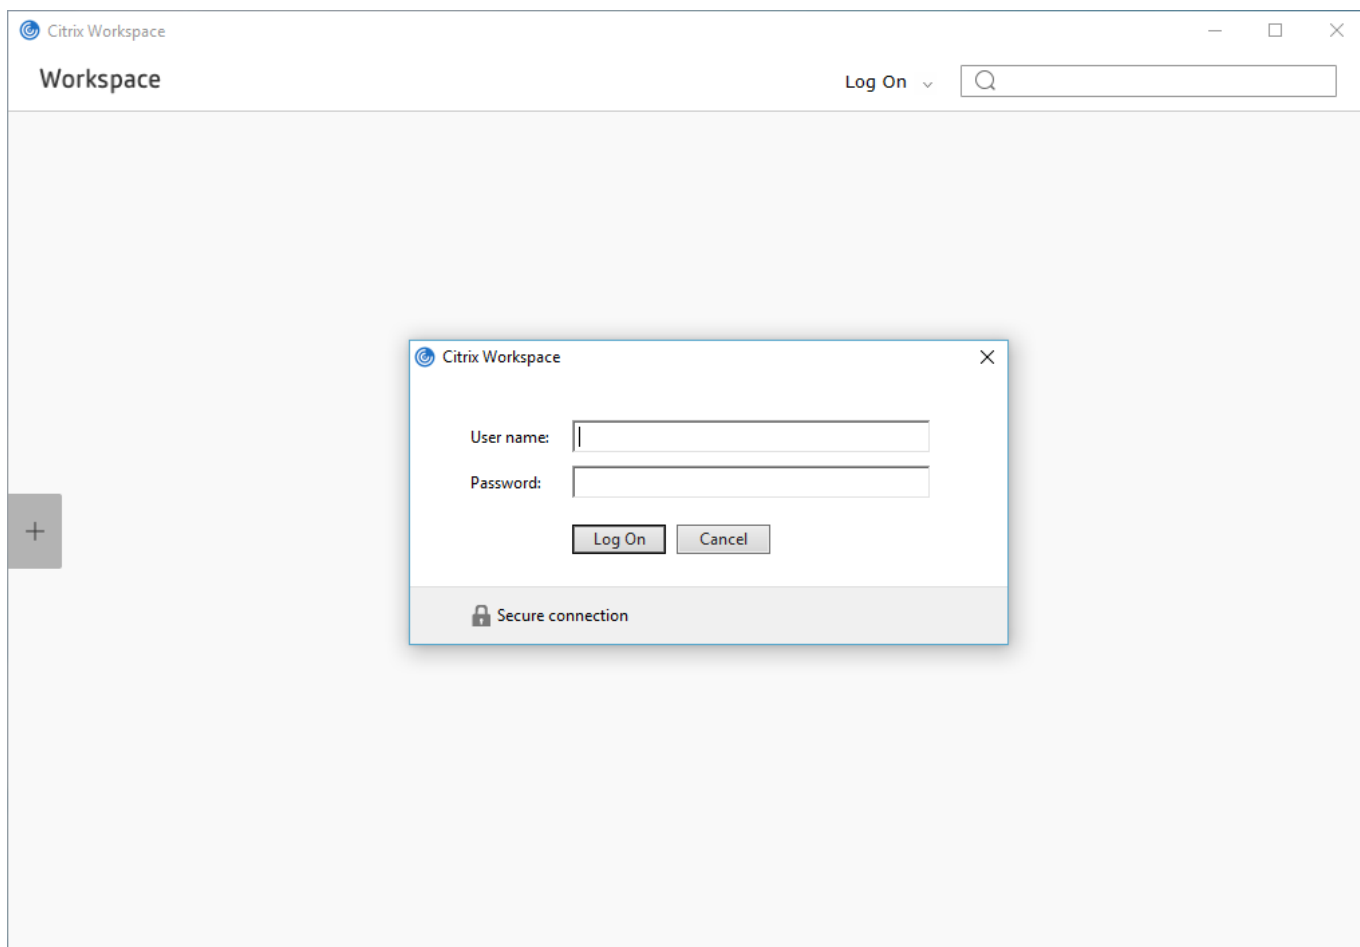 Citrix Workspace
Workspace
Log On
Citrix Workspace
User name:
Password:
Log On Cancel
Secure connection